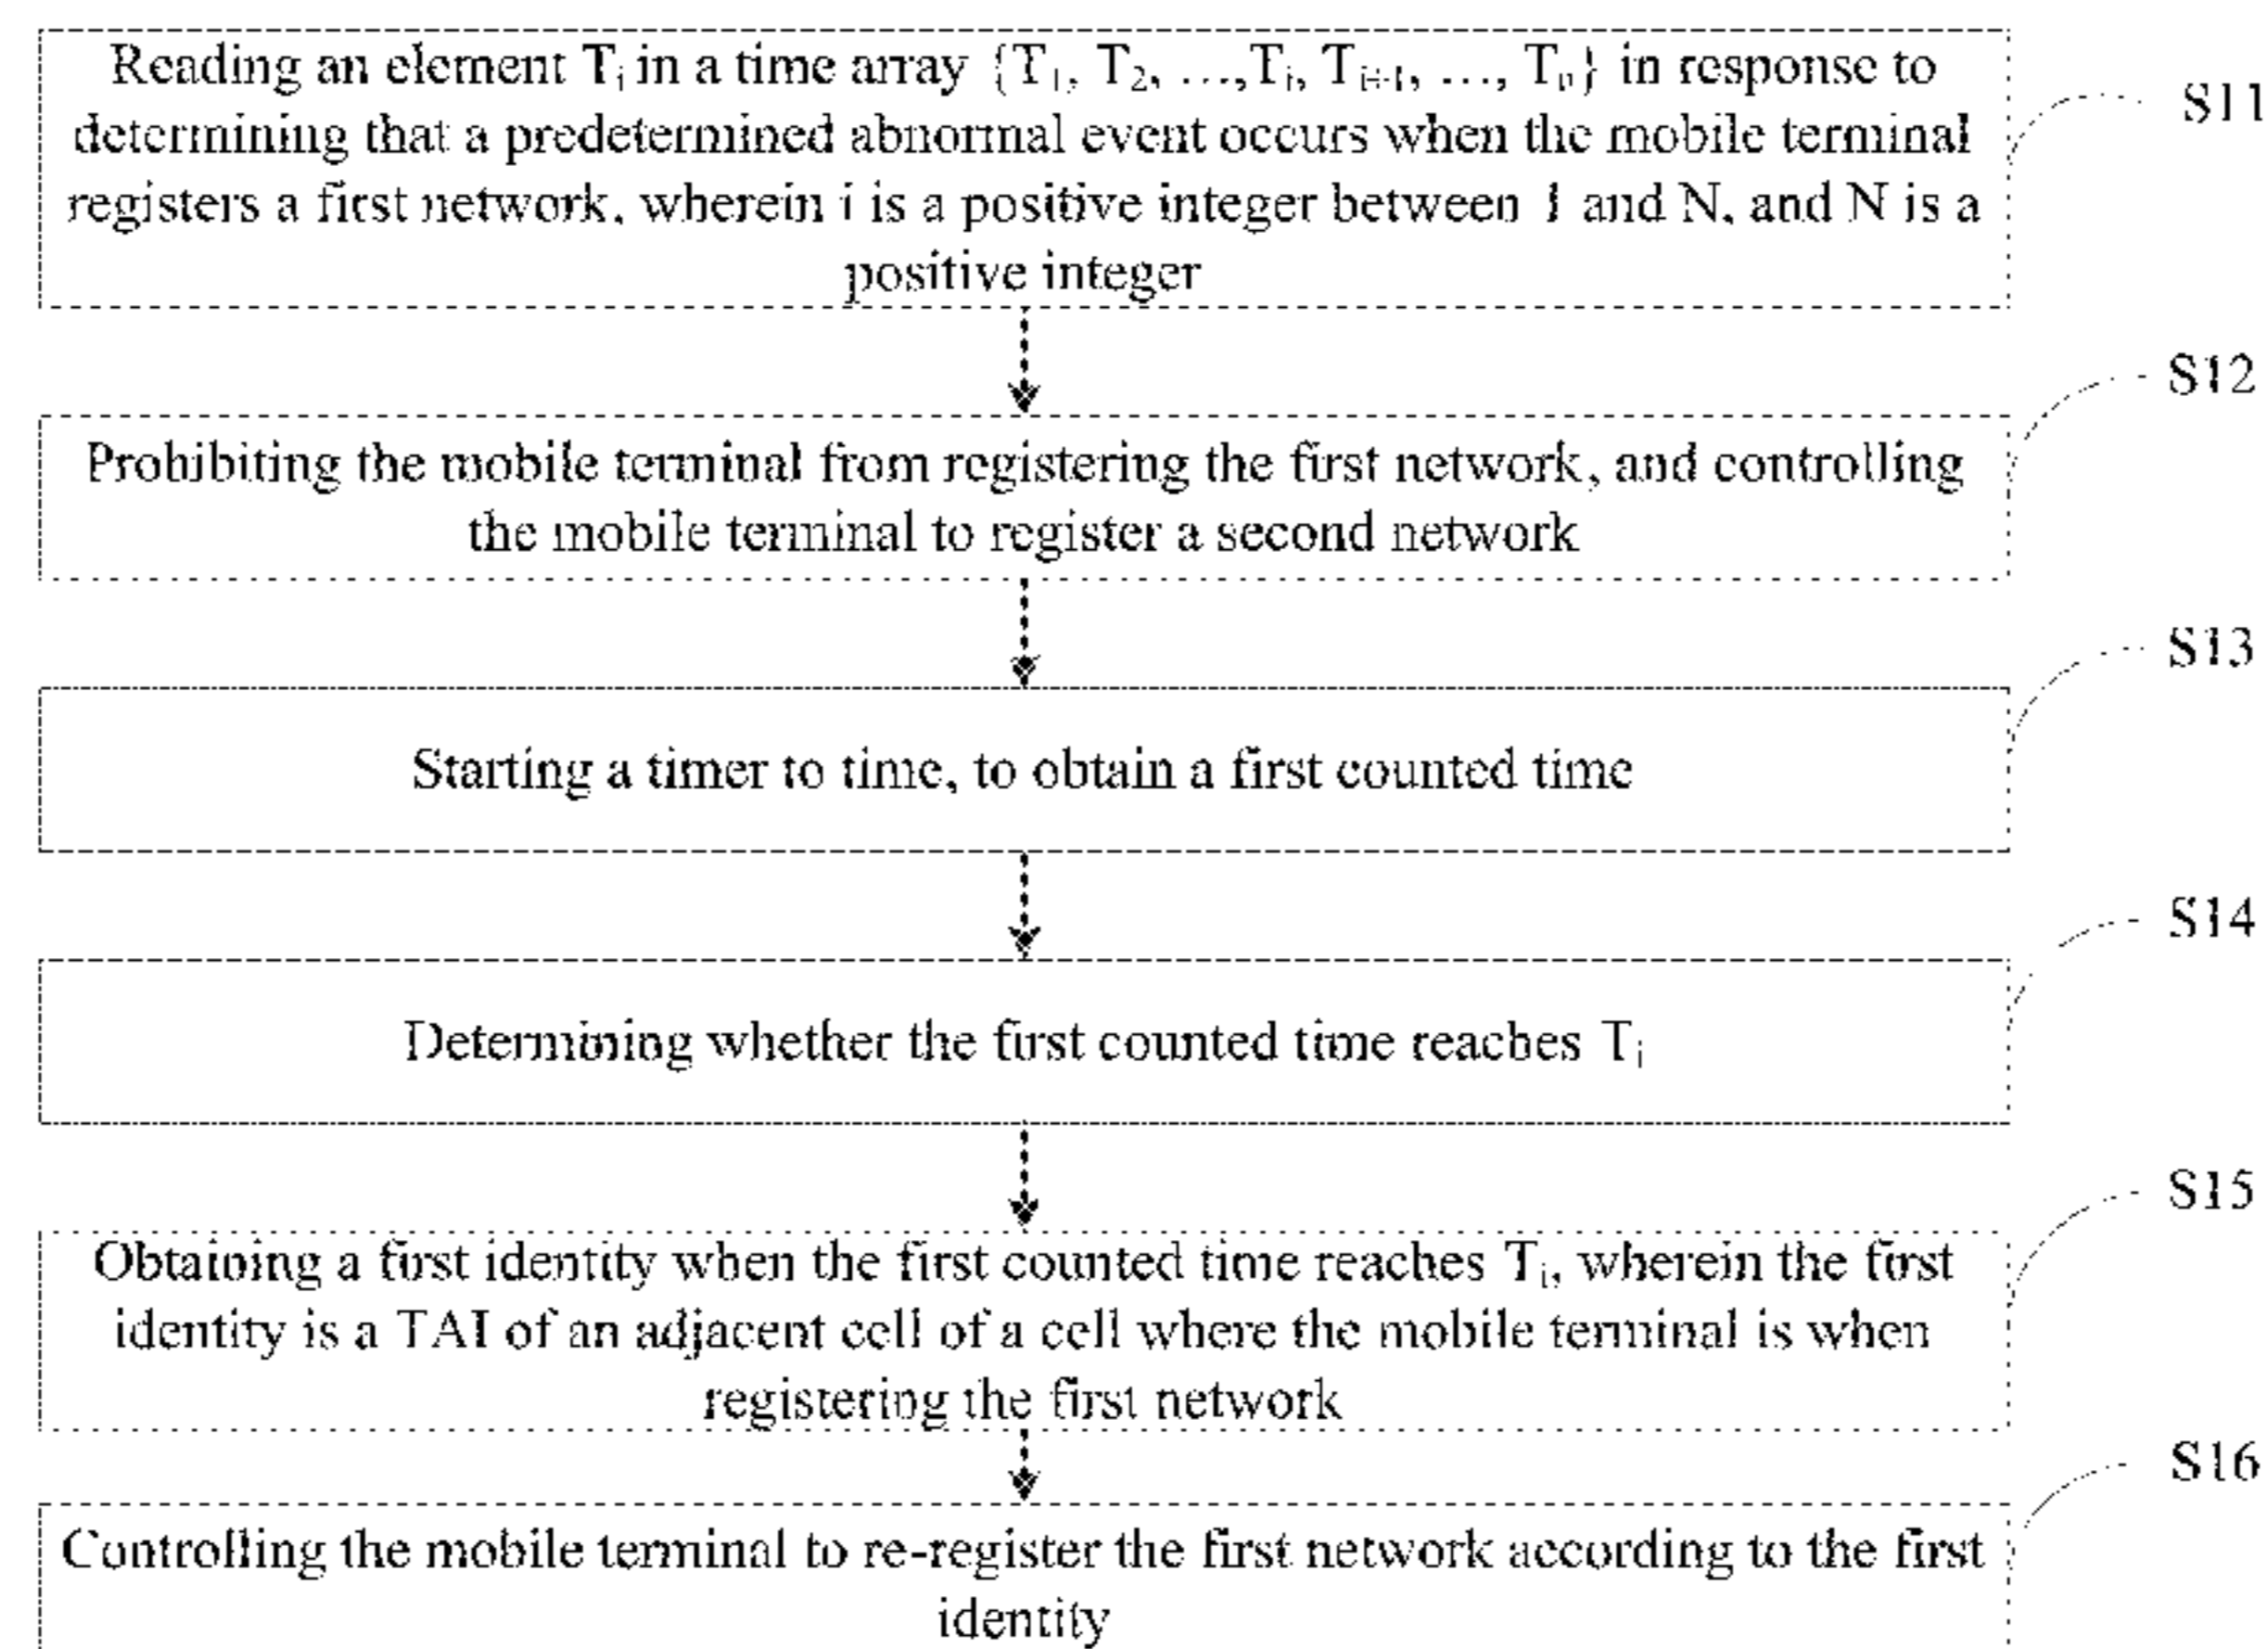 Reading an element Ti in a time array {T1, T2, …,Ti, Ti+1, …, Tn} in response to
S11
determining that a predetermined abnormal event occurs when the mobile terminal
registers a first network, wherein i is a positive integer between 1 and N, and N is a
positive integer
S12
Prohibiting the mobile terminal from registering the first network, and controlling
the mobile terminal to register a second network
S13
Starting a timer to time, to obtain a first counted time
S14
Determining whether the first counted time reaches Ti
S15
Obtaining a first identity when the first counted time reaches Ti, wherein the first
identity is a TAI of an adjacent cell of a cell where the mobile terminal is when
registering the first network
S16
Controlling the mobile terminal to re-register the first network according to the first
identity